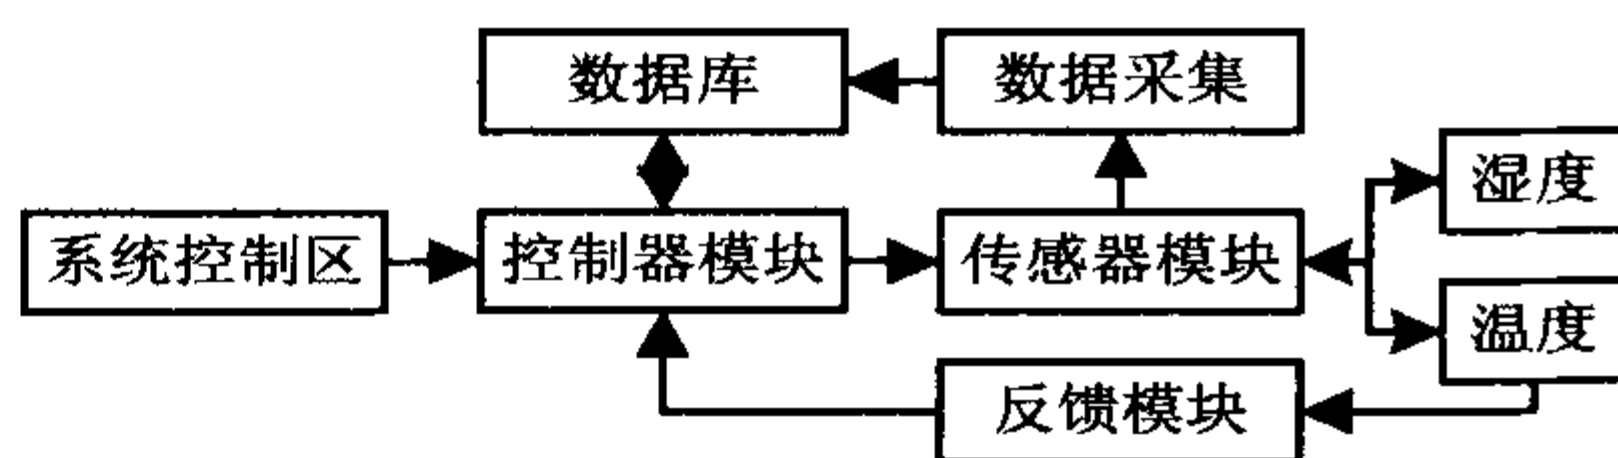 数据库
数据采集
湿度
系统控制区
控制器模块
传感器模块
温度
反馈模块